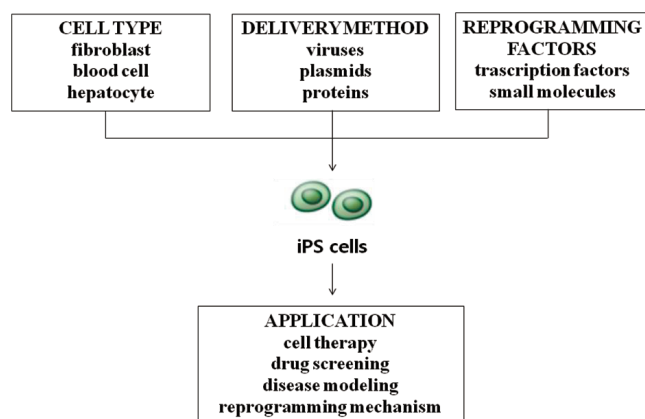 CELL TYPE
fibroblast
blood cell
hepatocyte
DELIVERY METHOD
viruses
plasmids
proteins
REPROGRAMMING
FACTORS
trascription factors
small molecules
iPS cells
APPLICATION
cell therapy
drug screening
disease modeling
reprogramming mechanism